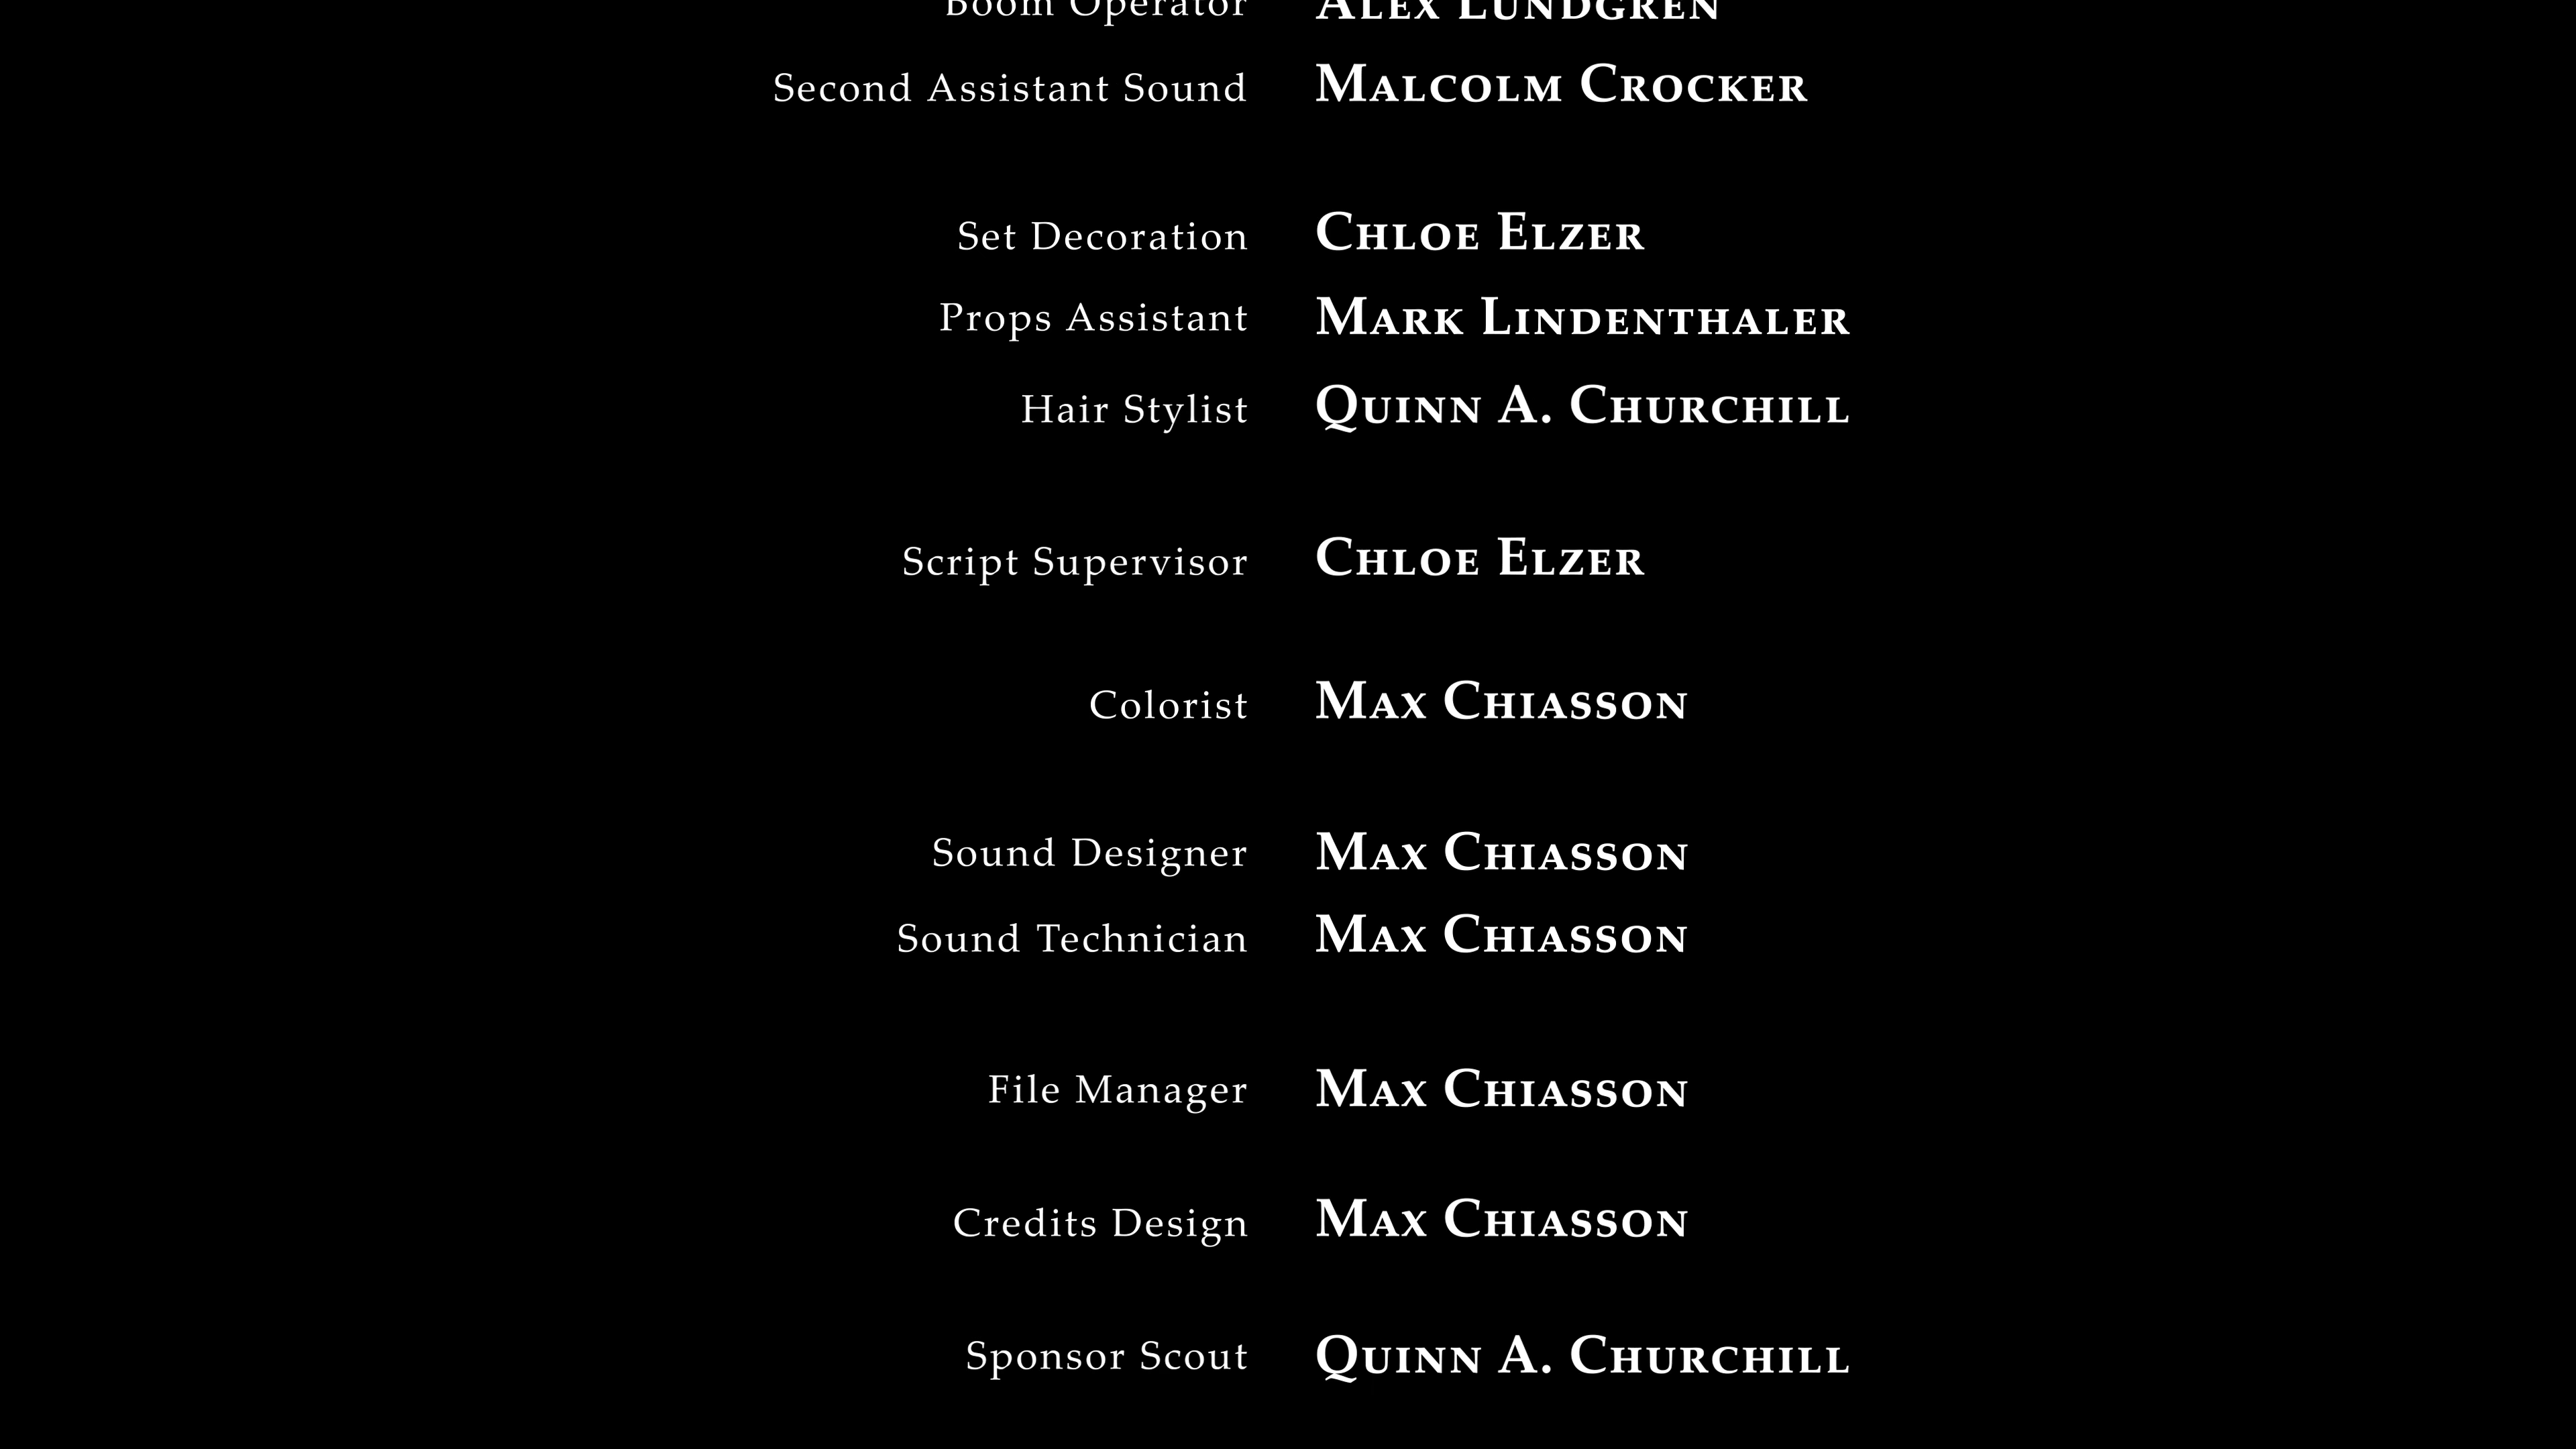 Boom Operator Alex Lundgren
Second Assistant Sound Malcolm Crocker
Set Decoration Chloe Elzer
Props Assistant Mark Lindenthaler
Hair Stylist Quinn A. Churchill
Script Supervisor Chloe Elzer
Colorist Max Chiasson
Sound Designer Max Chiasson
Sound Technician Max Chiasson
File Manager Max Chiasson
Credits Design Max Chiasson
Sponsor Scout Quinn A. Churchill